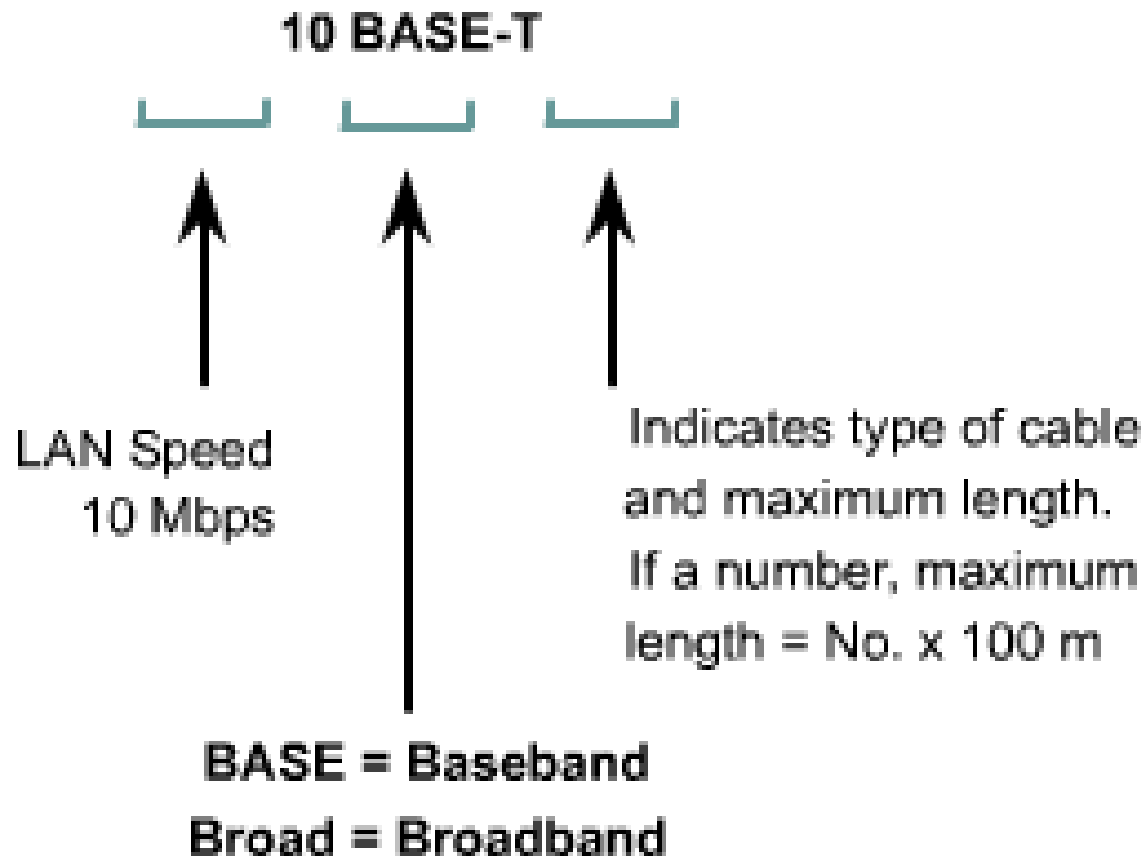 10 BASE-T
LAN Speed
10 Mbps
Indicates type of cable
and maximum length.
If a number, maximum
length = No. x 100 m
BASE = Baseband
Broad = Broadband